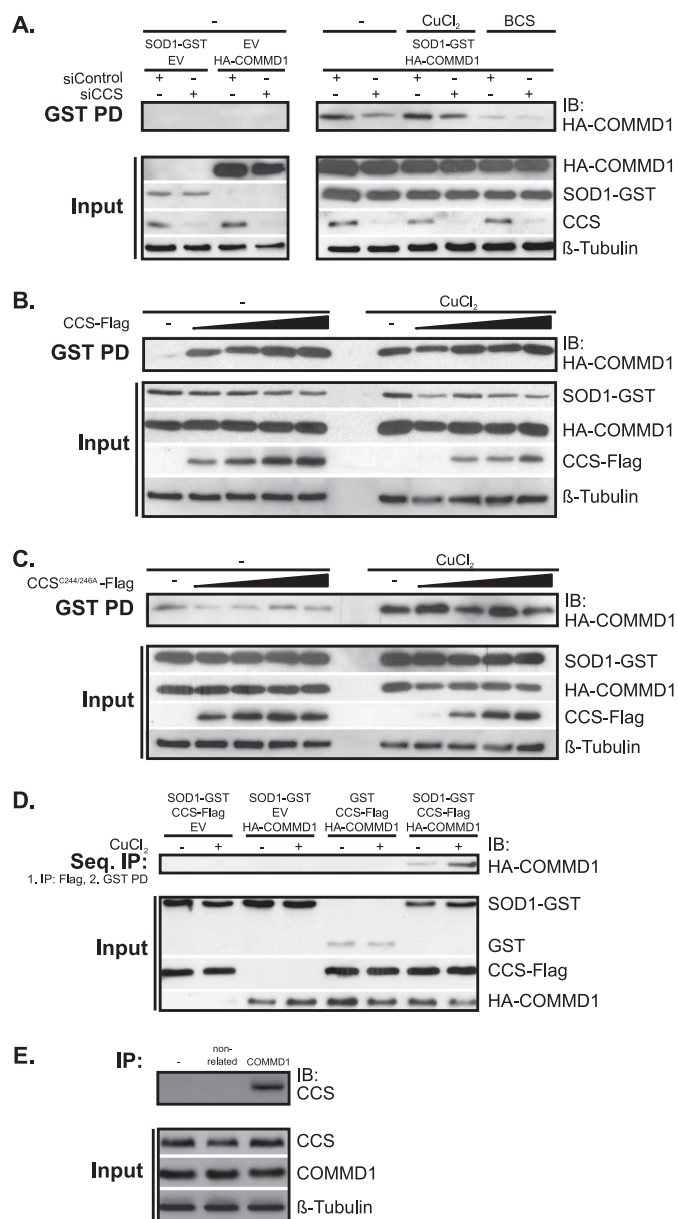 A.
- - CuCl2 BCS
SOD1-GST EV SOD1-GST
EV HA-COMMD1 HA-COMMD1
siControl + - + - + - + - + -
siCCS - + - + - + - + - +
GST PD IB:
HA-COMMD1
Input HA-COMMD1
SOD1-GST
CCS
ß-Tubulin
B.
- CuCl2
CCS-Flag - -
GST PD IB:
HA-COMMD1
Input SOD1-GST
HA-COMMD1
CCS-Flag
ß-Tubulin
C.
- CuCl2
CCSC244/246A-Flag - -
GST PD IB:
HA-COMMD1
Input SOD1-GST
HA-COMMD1
CCS-Flag
ß-Tubulin
D.
SOD1-GST SOD1-GST GST SOD1-GST
CCS-Flag EV CCS-Flag CCS-Flag
EV HA-COMMD1 HA-COMMD1 HA-COMMD1
CuCl2 - + - + - + - + IB:
Seq. IP: HA-COMMD1
1. IP: Flag, 2. GST PD
Input SOD1-GST
GST
CCS-Flag
HA-COMMD1
E.
IP: - non-related COMMD1
IB:
CCS
Input CCS
COMMD1
ß-Tubulin